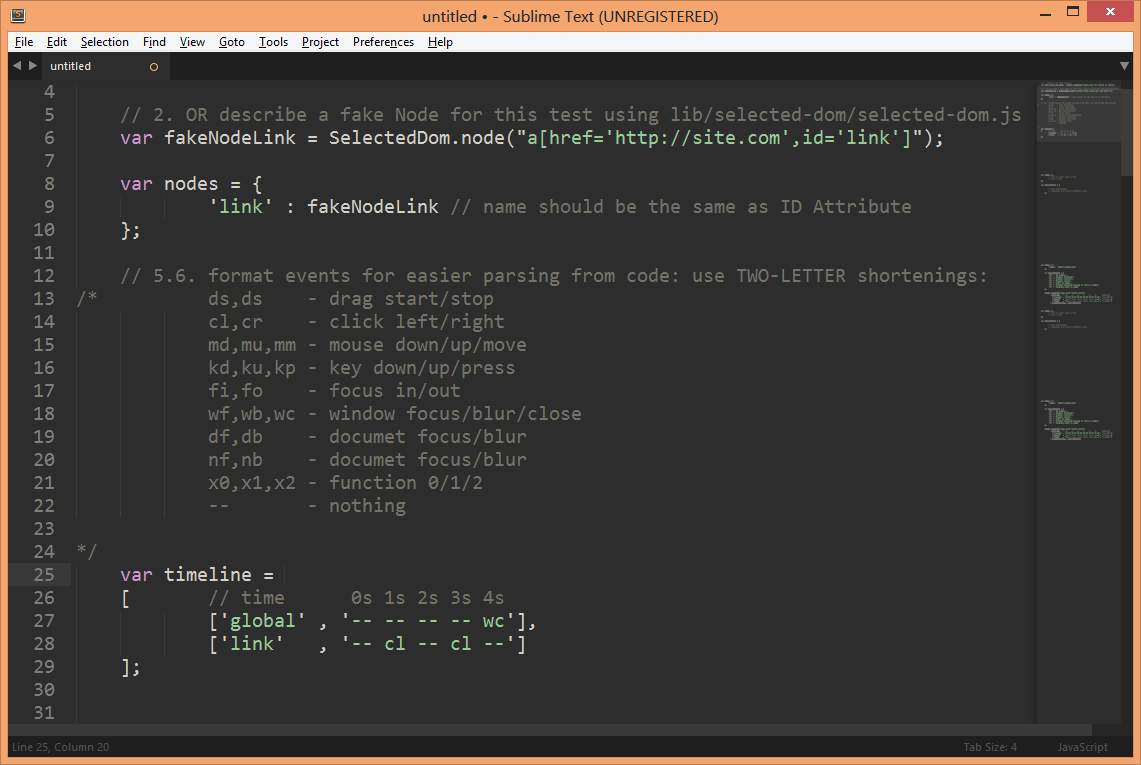 untitled • - Sublime Text (UNREGISTERED)
File Edit Selection Find View Goto Tools Project Preferences Help
untitled
4
5 // 2. OR describe a fake Node for this test using lib/selected-dom/selected-dom.js
6 var fakeNodeLink = SelectedDom.node("a[href='http://site.com',id='link']");
7
8 var nodes = {
9 'link' : fakeNodeLink // name should be the same as ID Attribute
10 };
11
12 // 5.6. format events for easier parsing from code: use TWO-LETTER shortenings:
13 /* ds,ds - drag start/stop
14 cl,cr - click left/right
15 md,mu,mm - mouse down/up/move
16 kd,ku,kp - key down/up/press
17 fi,fo - focus in/out
18 wf,wb,wc - window focus/blur/close
19 df,db - documet focus/blur
20 nf,nb - documet focus/blur
21 x0,x1,x2 - function 0/1/2
22 -- - nothing
23
24 */
25 var timeline =
26 [ // time 0s 1s 2s 3s 4s
27 ['global' , '-- -- -- -- wc'],
28 ['link' , '-- cl -- cl --']
29 ];
30
31
Line 25, Column 20 Tab Size: 4 JavaScript